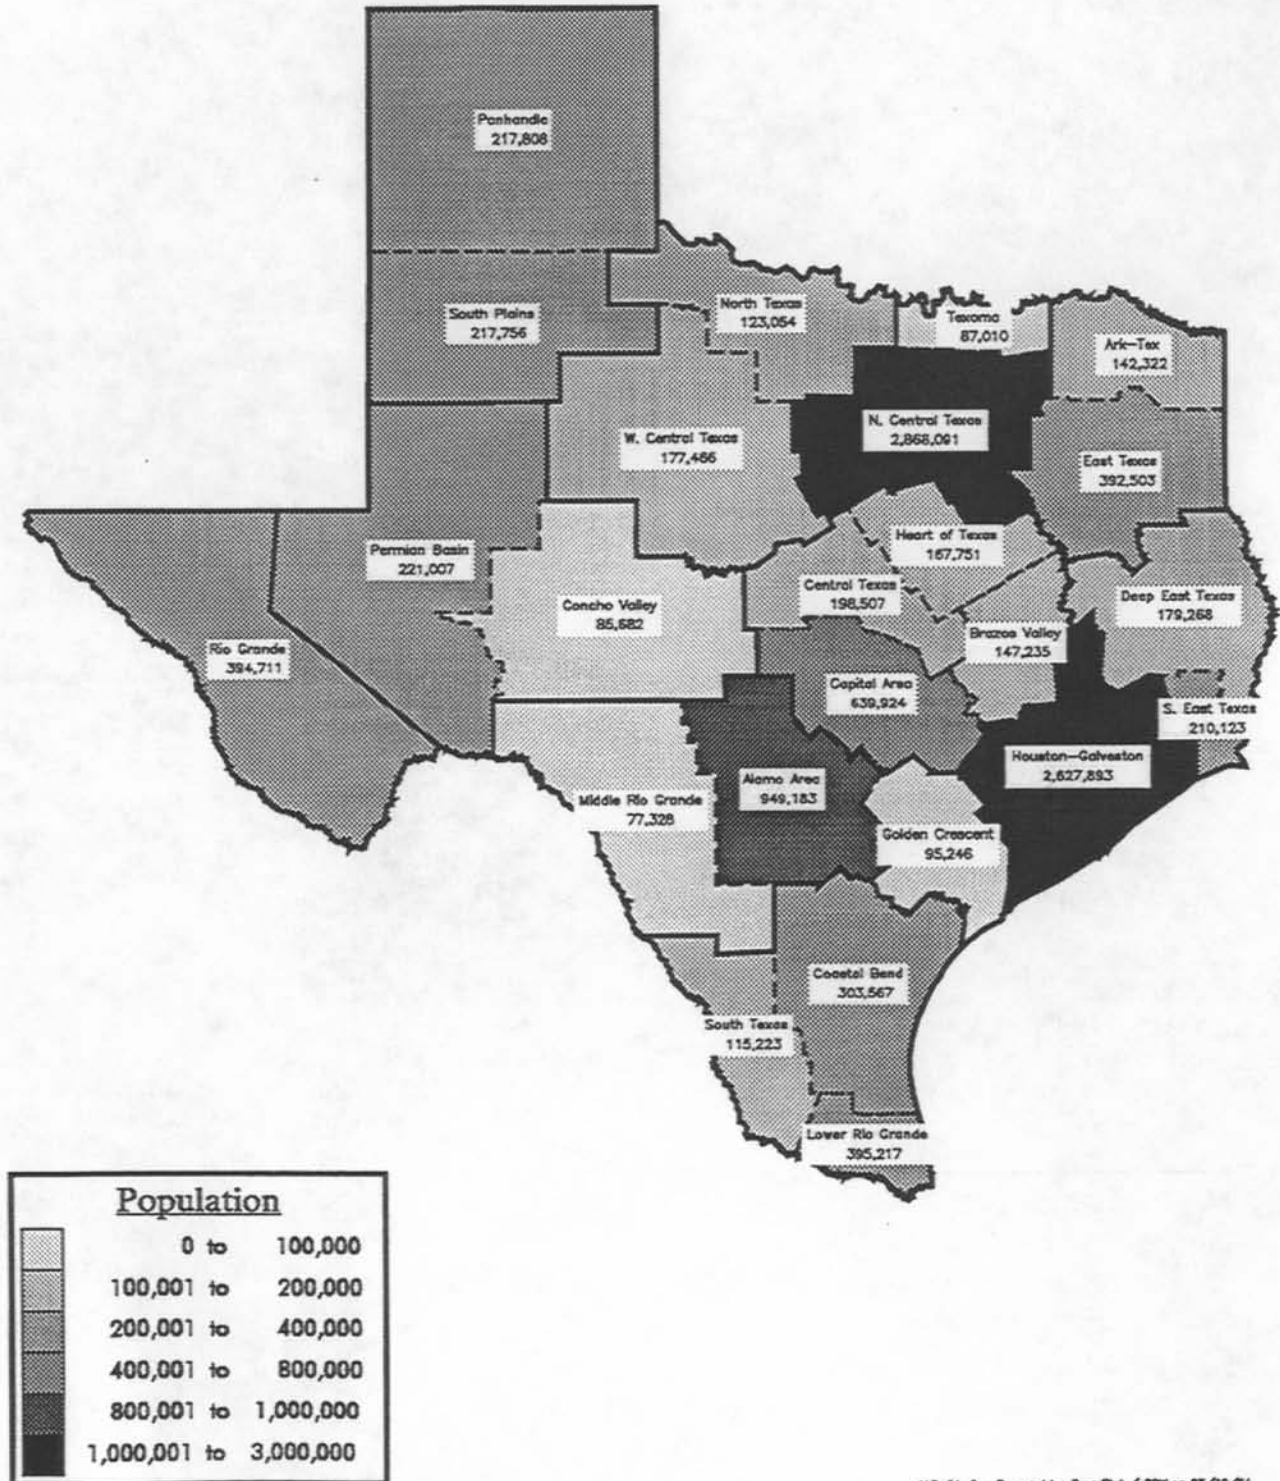 Panhandle
217,808
South Plains
217,756
North Texas
123,054
Texoma
87,010
Ark-Tex
142,322
N. Central Texas
2,868,091
W. Central Texas
177,466
East Texas
392,503
Heart of Texas
167,751
Permian Basin
221,007
Central Texas
198,507
Concho Valley
85,682
Deep East Texas
179,268
Brazos Valley
147,235
Rio Grande
394,711
Capital Area
639,924
S. East Texas
210,123
Houston-Galveston
2,627,893
Alamo Area
949,183
Middle Rio Grande
77,328
Golden Crescent
95,246
Coastal Bend
303,567
South Texas
115,223
Lower Rio Grande
395,217
Population
0 to 100,000
100,001 to 200,000
200,001 to 400,000
400,001 to 800,000
800,001 to 1,000,000
1,000,001 to 3,000,000